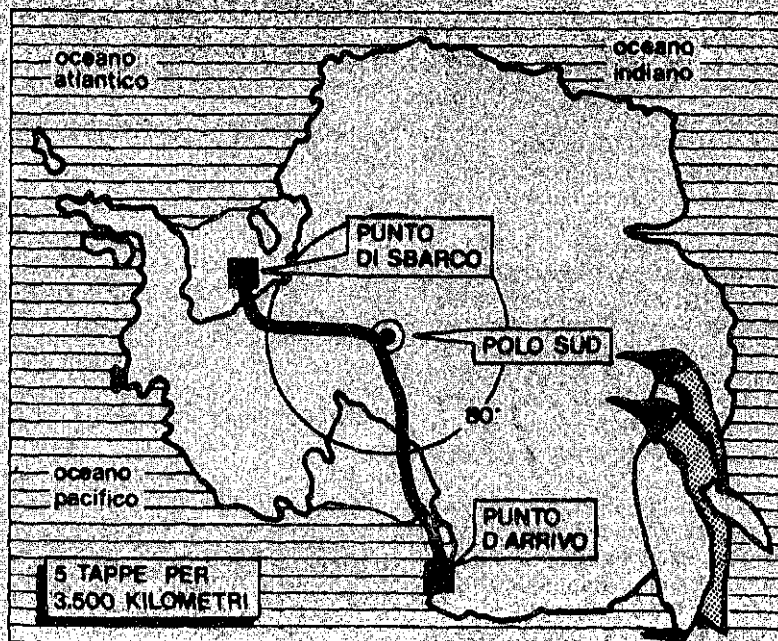 oceano
atlantico
oceano
indiano
PUNTO
DI SBARCO
POLO SUD
80°
oceano
pacifico
PUNTO
D ARRIVO
5 TAPPE PER
3.500 KILOMETRI